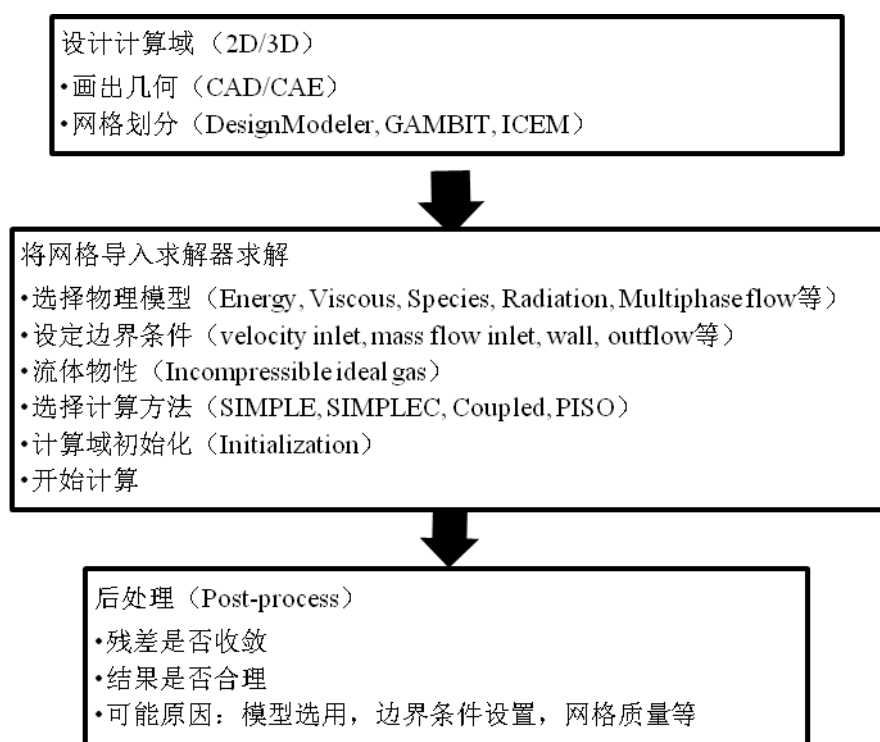 设计计算域（2D/3D）
•画出几何（CAD/CAE）
•网格划分（DesignModeler, GAMBIT, ICEM）
将网格导入求解器求解
•选择物理模型（Energy, Viscous, Species, Radiation, Multiphase flow等）
•设定边界条件（velocity inlet, mass flow inlet, wall, outflow等）
•流体物性（Incompressible ideal gas）
•选择计算方法（SIMPLE, SIMPLEC, Coupled, PISO）
•计算域初始化（Initialization）
•开始计算
后处理（Post-process）
•残差是否收敛
•结果是否合理
•可能原因：模型选用，边界条件设置，网格质量等